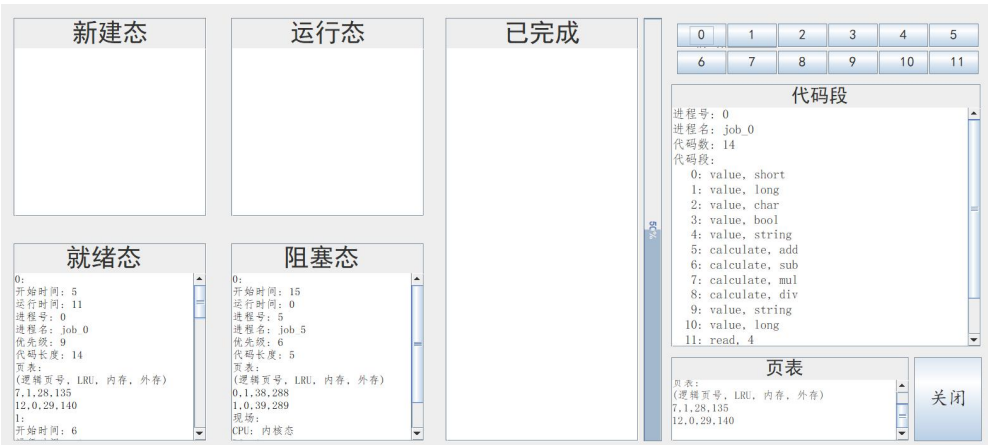 新建态
运行态
已完成
0 1 2 3 4 5
6 7 8 9 10 11
代码段
进程号: 0
进程名: job_0
代码数: 14
代码段:
0: value, short
1: value, long
2: value, char
3: value, bool
4: value, string
5: calculate, add
6: calculate, sub
7: calculate, mul
8: calculate, div
9: value, string
10: value, long
11: read, 4
50%
就绪态
0:
开始时间: 5
运行时间: 11
进程号: 0
进程名: job_0
优先级: 9
代码长度: 14
页表:
(逻辑页号, LRU, 内存, 外存)
7,1,28,135
12,0,29,140
1:
开始时间: 6
阻塞态
0:
开始时间: 15
运行时间: 0
进程号: 5
进程名: job_5
优先级: 6
代码长度: 5
页表:
(逻辑页号, LRU, 内存, 外存)
0,1,38,288
1,0,39,289
现场:
CPU: 内核态
页表
页表:
(逻辑页号, LRU, 内存, 外存)
7,1,28,135
12,0,29,140
关闭